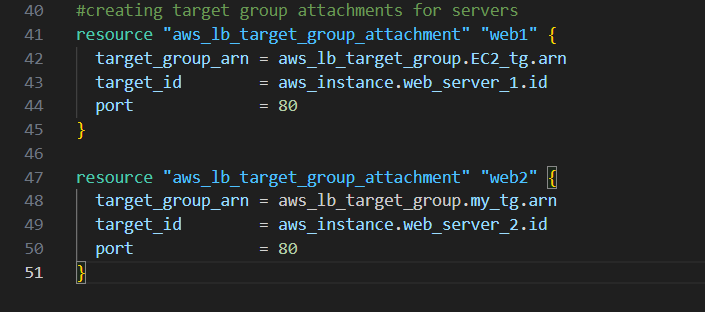 40 #creating target group attachments for servers
41 resource "aws_lb_target_group_attachment" "web1" {
42   target_group_arn = aws_lb_target_group.EC2_tg.arn
43   target_id        = aws_instance.web_server_1.id
44   port             = 80
45 }
46
47 resource "aws_lb_target_group_attachment" "web2" {
48   target_group_arn = aws_lb_target_group.my_tg.arn
49   target_id        = aws_instance.web_server_2.id
50   port             = 80
51 }